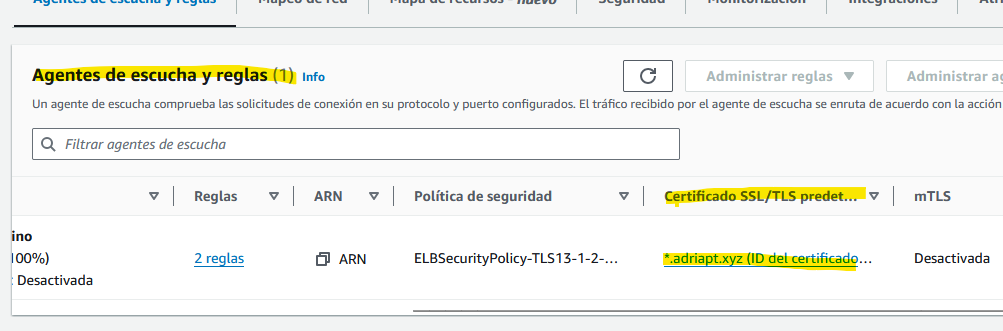 Agentes de escucha y reglas
Mapeo de red
Mapa de recursos - nuevo
Seguridad
Monitorización
Integraciones
Agentes de escucha y reglas (1) Info
Administrar reglas
Administrar
Un agente de escucha comprueba las solicitudes de conexión en su protocolo y puerto configurados. El tráfico recibido por el agente de escucha se enruta de acuerdo con la acción
Filtrar agentes de escucha
Reglas
ARN
Política de seguridad
Certificado SSL/TLS predet...
mTLS
ino
100%)
: Desactivada
2 reglas
ARN
ELBSecurityPolicy-TLS13-1-2-...
*.adriapt.xyz (ID del certificado...
Desactivada